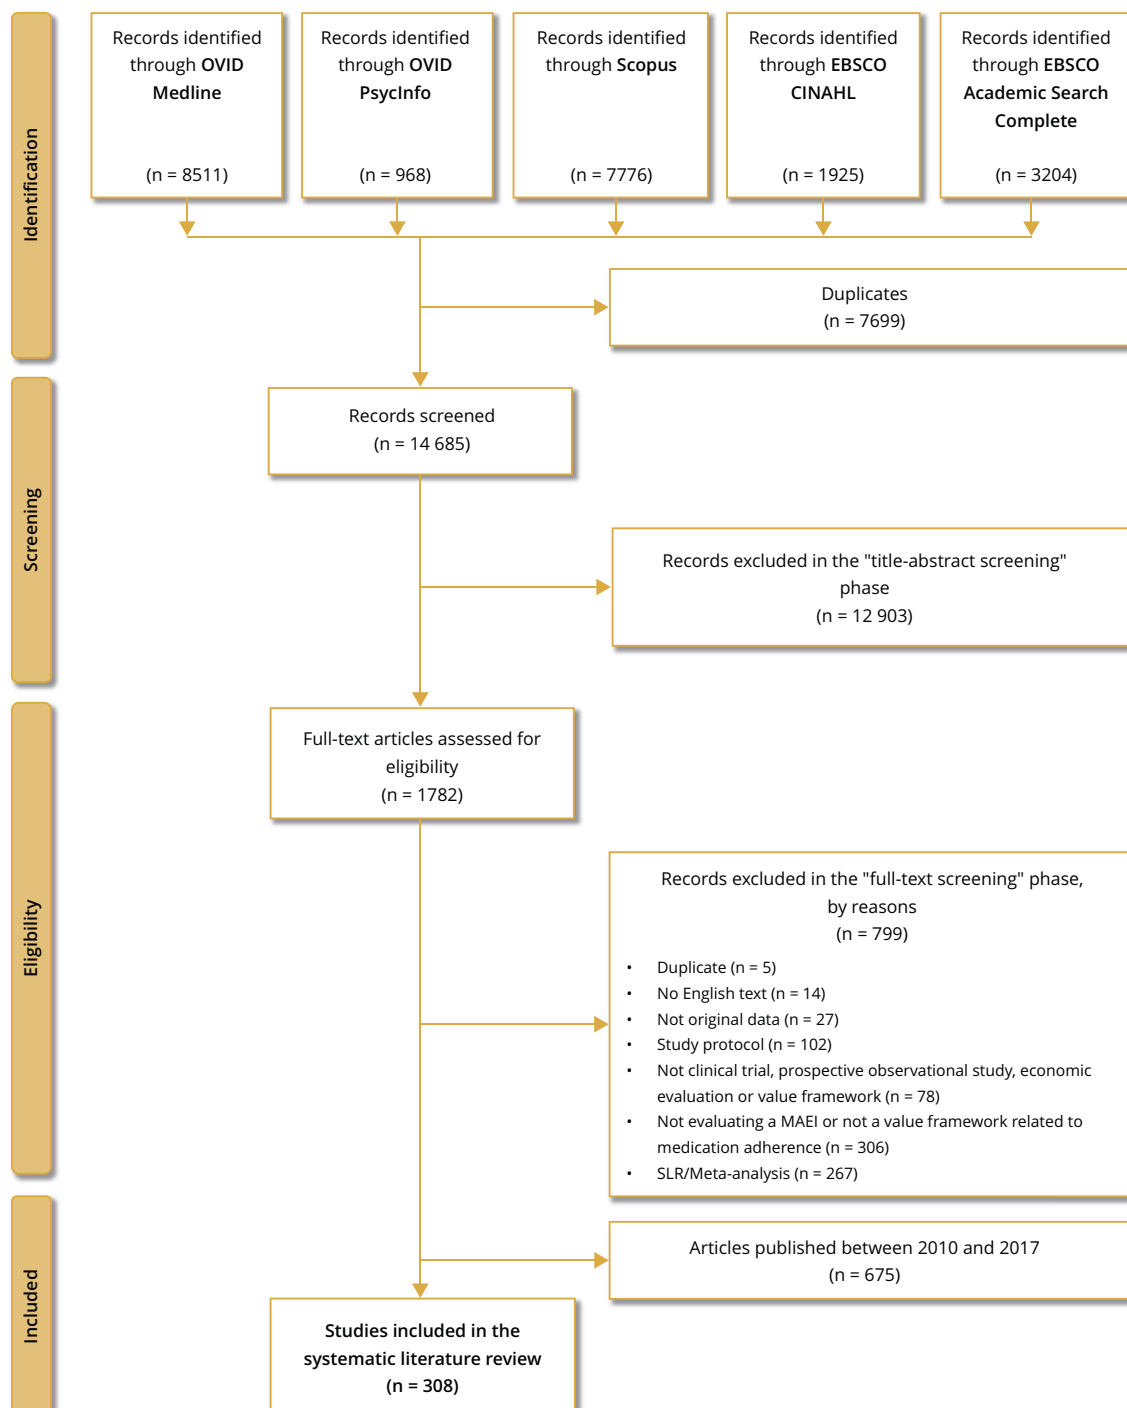 Identification
Records identified
through OVID
Medline
(n = 8511)
Records identified
through OVID
PsycInfo
(n = 968)
Records identified
through Scopus
(n = 7776)
Records identified
through EBSCO
CINAHL
(n = 1925)
Records identified
through EBSCO
Academic Search
Complete
(n = 3204)
Duplicates
(n = 7699)
Screening
Records screened
(n = 14 685)
Records excluded in the "title-abstract screening"
phase
(n = 12 903)
Eligibility
Full-text articles assessed for
eligibility
(n = 1782)
Records excluded in the "full-text screening" phase,
by reasons
(n = 799)
• Duplicate (n = 5)
• No English text (n = 14)
• Not original data (n = 27)
• Study protocol (n = 102)
• Not clinical trial, prospective observational study, economic
evaluation or value framework (n = 78)
• Not evaluating a MAEI or not a value framework related to
medication adherence (n = 306)
• SLR/Meta-analysis (n = 267)
Included
Articles published between 2010 and 2017
(n = 675)
Studies included in the
systematic literature review
(n = 308)